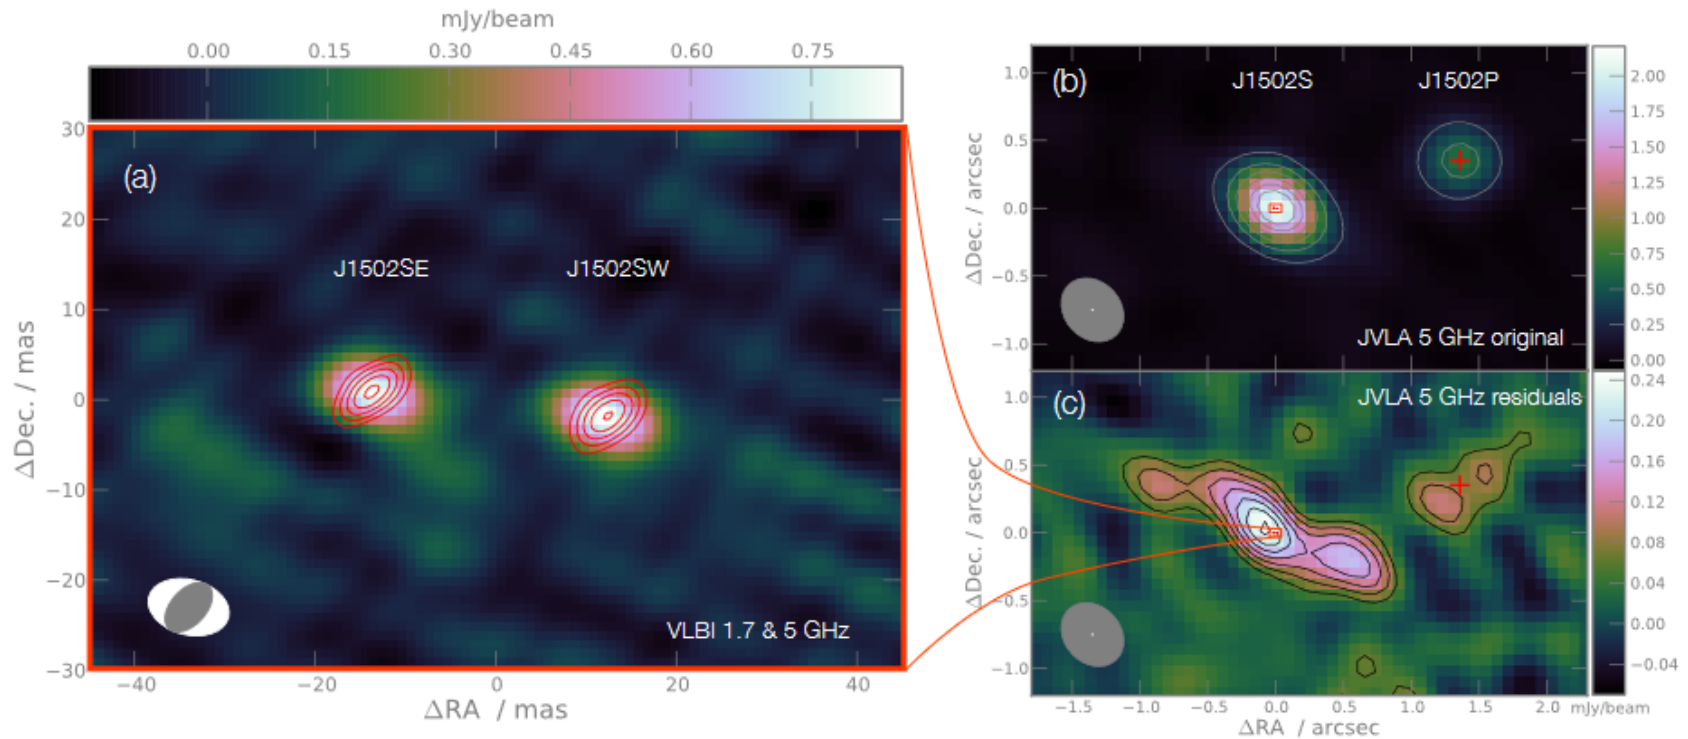 mJy/beam
0.00 0.15 0.30 0.45 0.60 0.75
(a)
J1502SE J1502SW
VLBI 1.7 & 5 GHz
30
20
10
0
−10
−20
−30
ΔDec. / mas
−40 −20 0 20 40
ΔRA / mas
(b)
J1502S J1502P
JVLA 5 GHz original
1.0
0.5
0.0
−0.5
−1.0
ΔDec. / arcsec
2.00
1.75
1.50
1.25
1.00
0.75
0.50
0.25
0.00
(c)
JVLA 5 GHz residuals
1.0
0.5
0.0
−0.5
−1.0
ΔDec. / arcsec
0.24
0.20
0.16
0.12
0.08
0.04
0.00
−0.04
−1.5 −1.0 −0.5 0.0 0.5 1.0 1.5 2.0 mJy/beam
ΔRA / arcsec